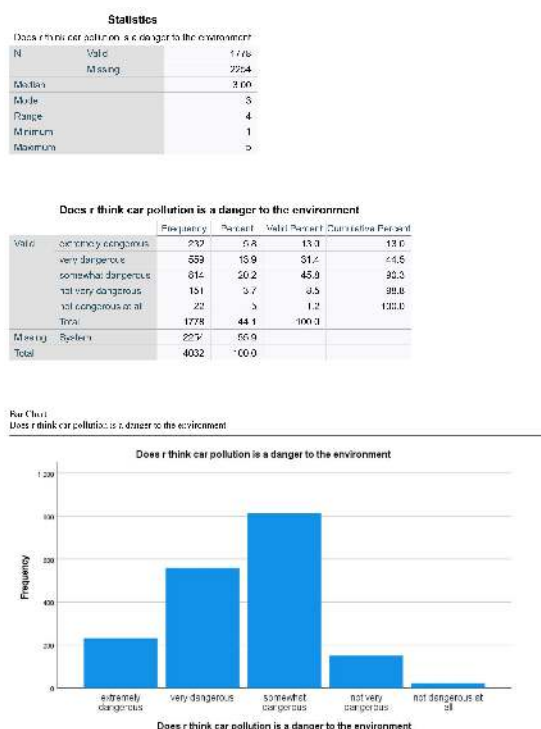 Statistics
Does r think car pollution is a danger to the environment
N Valid 1778
Missing 2254
Median 3.00
Mode 3
Range 4
Minimum 1
Maximum 5
Does r think car pollution is a danger to the environment
Frequency Percent Valid Percent Cumulative Percent
Valid extremely dangerous 232 5.8 13.0 13.0
very dangerous 559 13.9 31.4 44.5
somewhat dangerous 814 20.2 45.8 90.3
not very dangerous 151 3.7 8.5 98.8
not dangerous at all 22 .5 1.2 100.0
Total 1778 44.1 100.0
Missing System 2254 55.9
Total 4032 100.0
Bar Chart
Does r think car pollution is a danger to the environment
Does r think car pollution is a danger to the environment
Frequency
400
200
0
extremely dangerous
very dangerous
somewhat dangerous
not very dangerous
not dangerous at all
Does r think car pollution is a danger to the environment